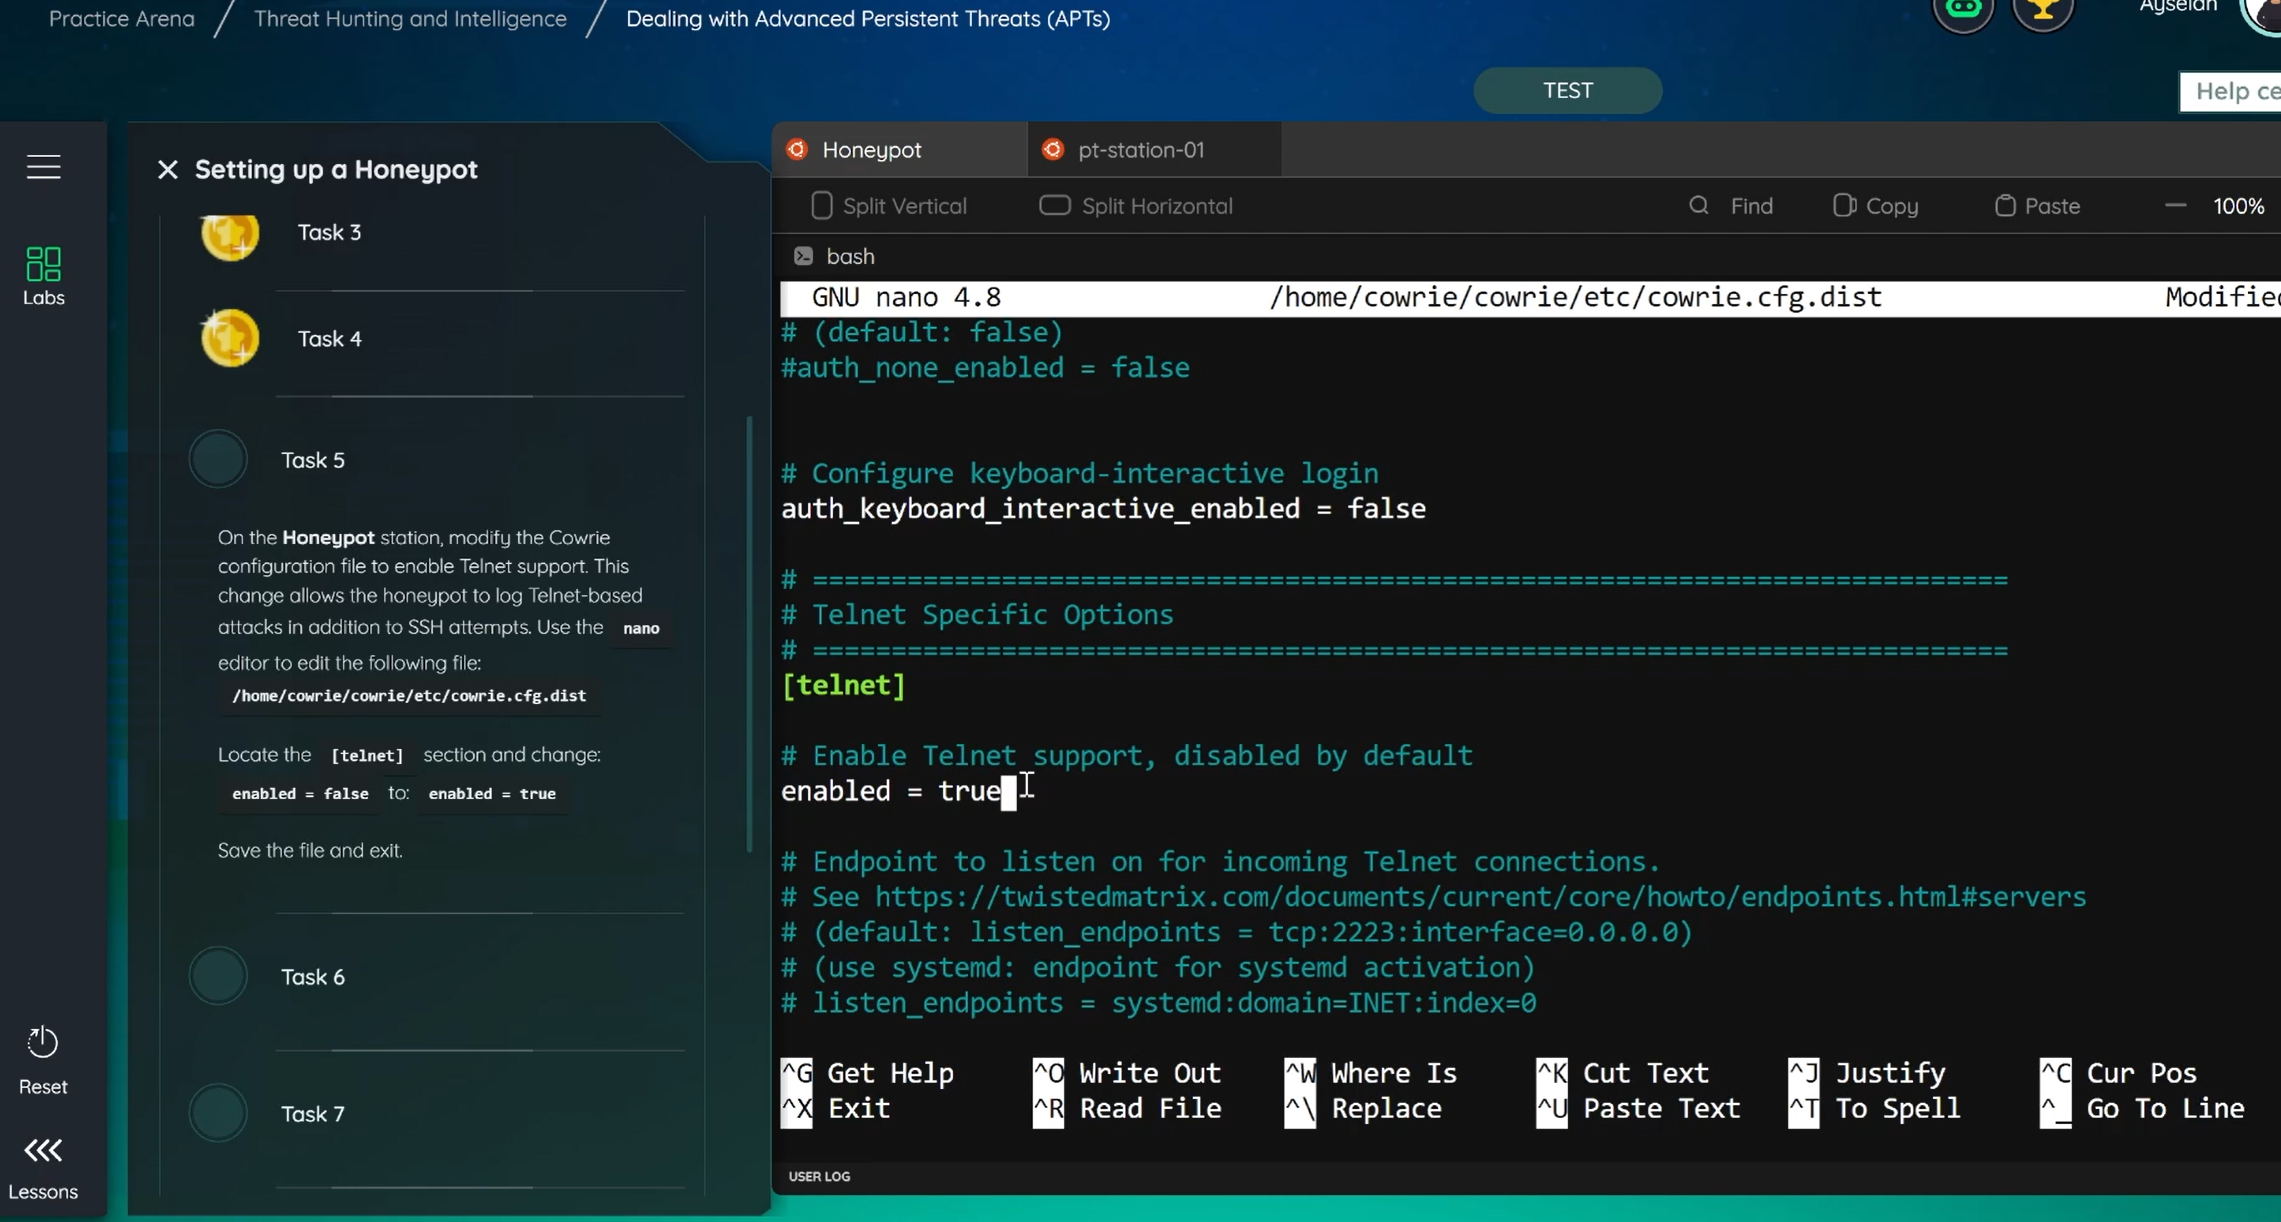 Practice Arena / Threat Hunting and Intelligence / Dealing with Advanced Persistent Threats (APTs)
Ayselan
TEST
Help ce
Labs
Reset
Lessons
Setting up a Honeypot
Task 3
Task 4
Task 5
On the Honeypot station, modify the Cowrie
configuration file to enable Telnet support. This
change allows the honeypot to log Telnet-based
attacks in addition to SSH attempts. Use the nano
editor to edit the following file:
/home/cowrie/cowrie/etc/cowrie.cfg.dist
Locate the [telnet] section and change:
enabled = false to: enabled = true
Save the file and exit.
Task 6
Task 7
Honeypot pt-station-01
Split Vertical Split Horizontal Find Copy Paste 100%
bash
GNU nano 4.8 /home/cowrie/cowrie/etc/cowrie.cfg.dist Modified
# (default: false)
#auth_none_enabled = false
# Configure keyboard-interactive login
auth_keyboard_interactive_enabled = false
# ============================================================================
# Telnet Specific Options
# ============================================================================
[telnet]
# Enable Telnet support, disabled by default
enabled = true
# Endpoint to listen on for incoming Telnet connections.
# See https://twistedmatrix.com/documents/current/core/howto/endpoints.html#servers
# (default: listen_endpoints = tcp:2223:interface=0.0.0.0)
# (use systemd: endpoint for systemd activation)
# listen_endpoints = systemd:domain=INET:index=0
^G Get Help ^O Write Out ^W Where Is ^K Cut Text ^J Justify ^C Cur Pos
^X Exit ^R Read File ^\ Replace ^U Paste Text ^T To Spell ^_ Go To Line
USER LOG